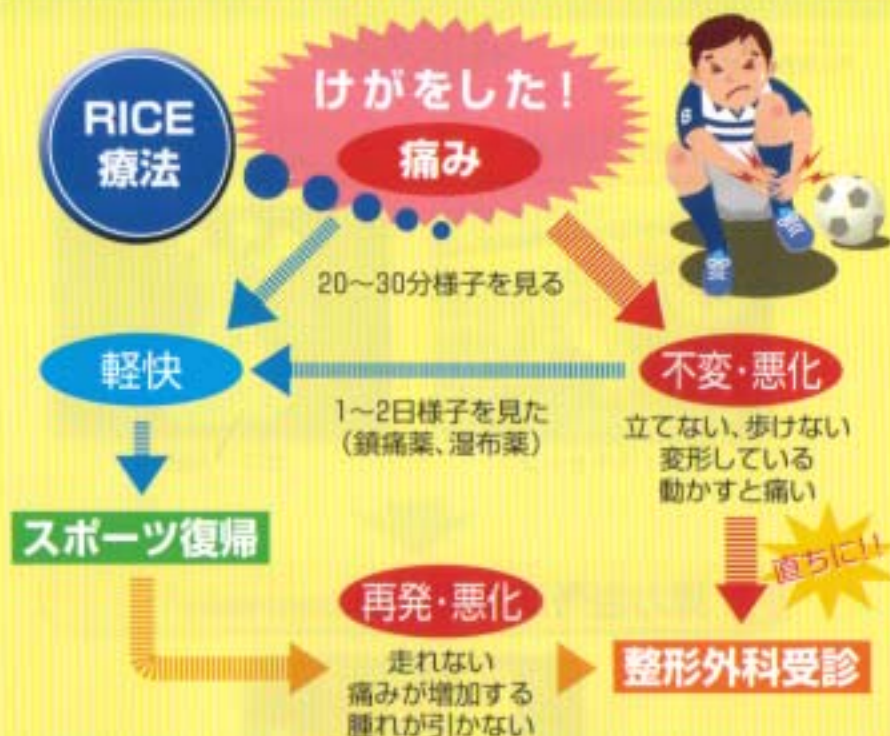 RICE
療法
けがをした!
痛み
20〜30分様子を見る
軽快
不変・悪化
1〜2日様子を見た
(鎮痛薬、湿布薬)
立てない、歩けない
変形している
動かすと痛い
スポーツ復帰
直ちに!!
再発・悪化
走れない
痛みが増加する
腫れが引かない
整形外科受診